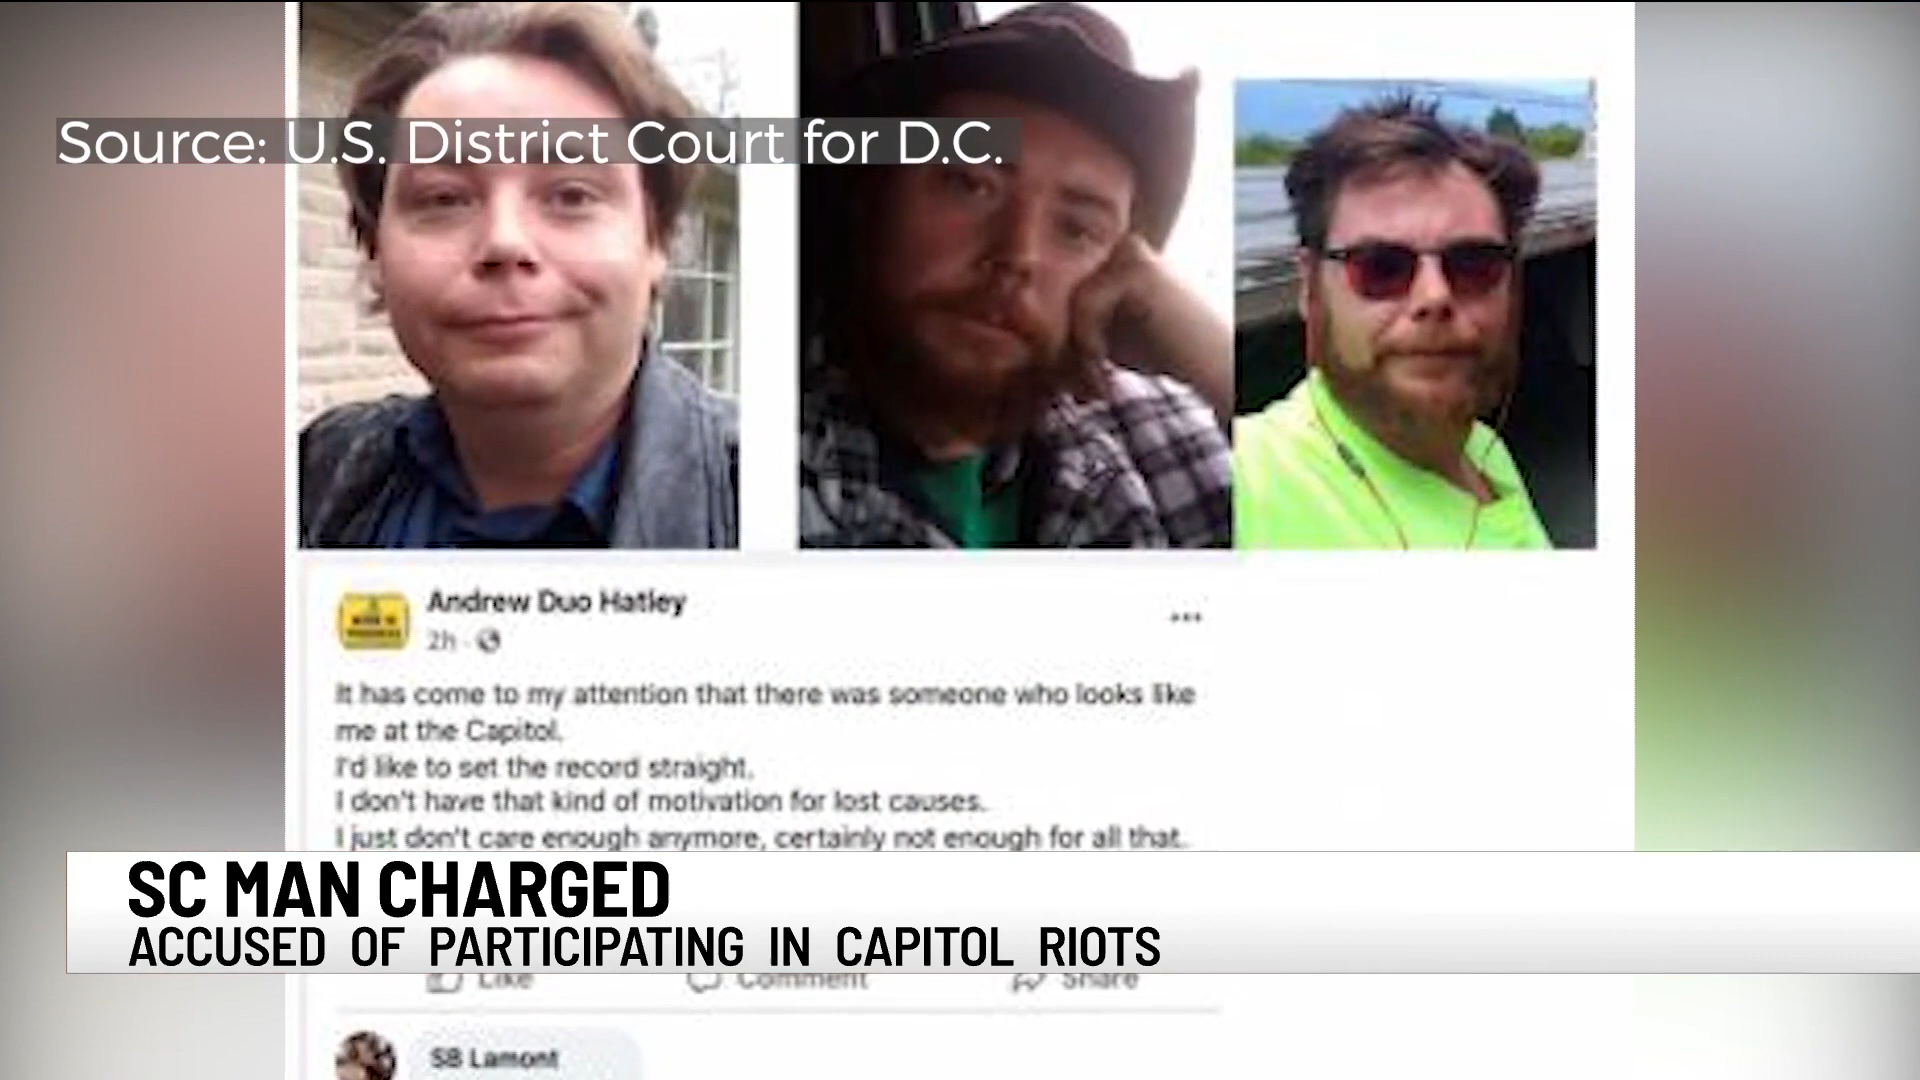 Source: U.S. District Court for D.C.
Andrew Duo Hatley
2h
It has come to my attention that there was someone who looks like
me at the Capitol.
I'd like to set the record straight.
I don't have that kind of motivation for lost causes.
I just don't care enough anymore, certainly not enough for all that.
SC MAN CHARGED
ACCUSED OF PARTICIPATING IN CAPITOL RIOTS
Like Comment Share
SB Lamont